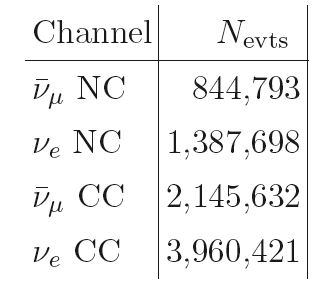 Channel N_evts
ν̄_μ NC 844,793
ν_e NC 1,387,698
ν̄_μ CC 2,145,632
ν_e CC 3,960,421